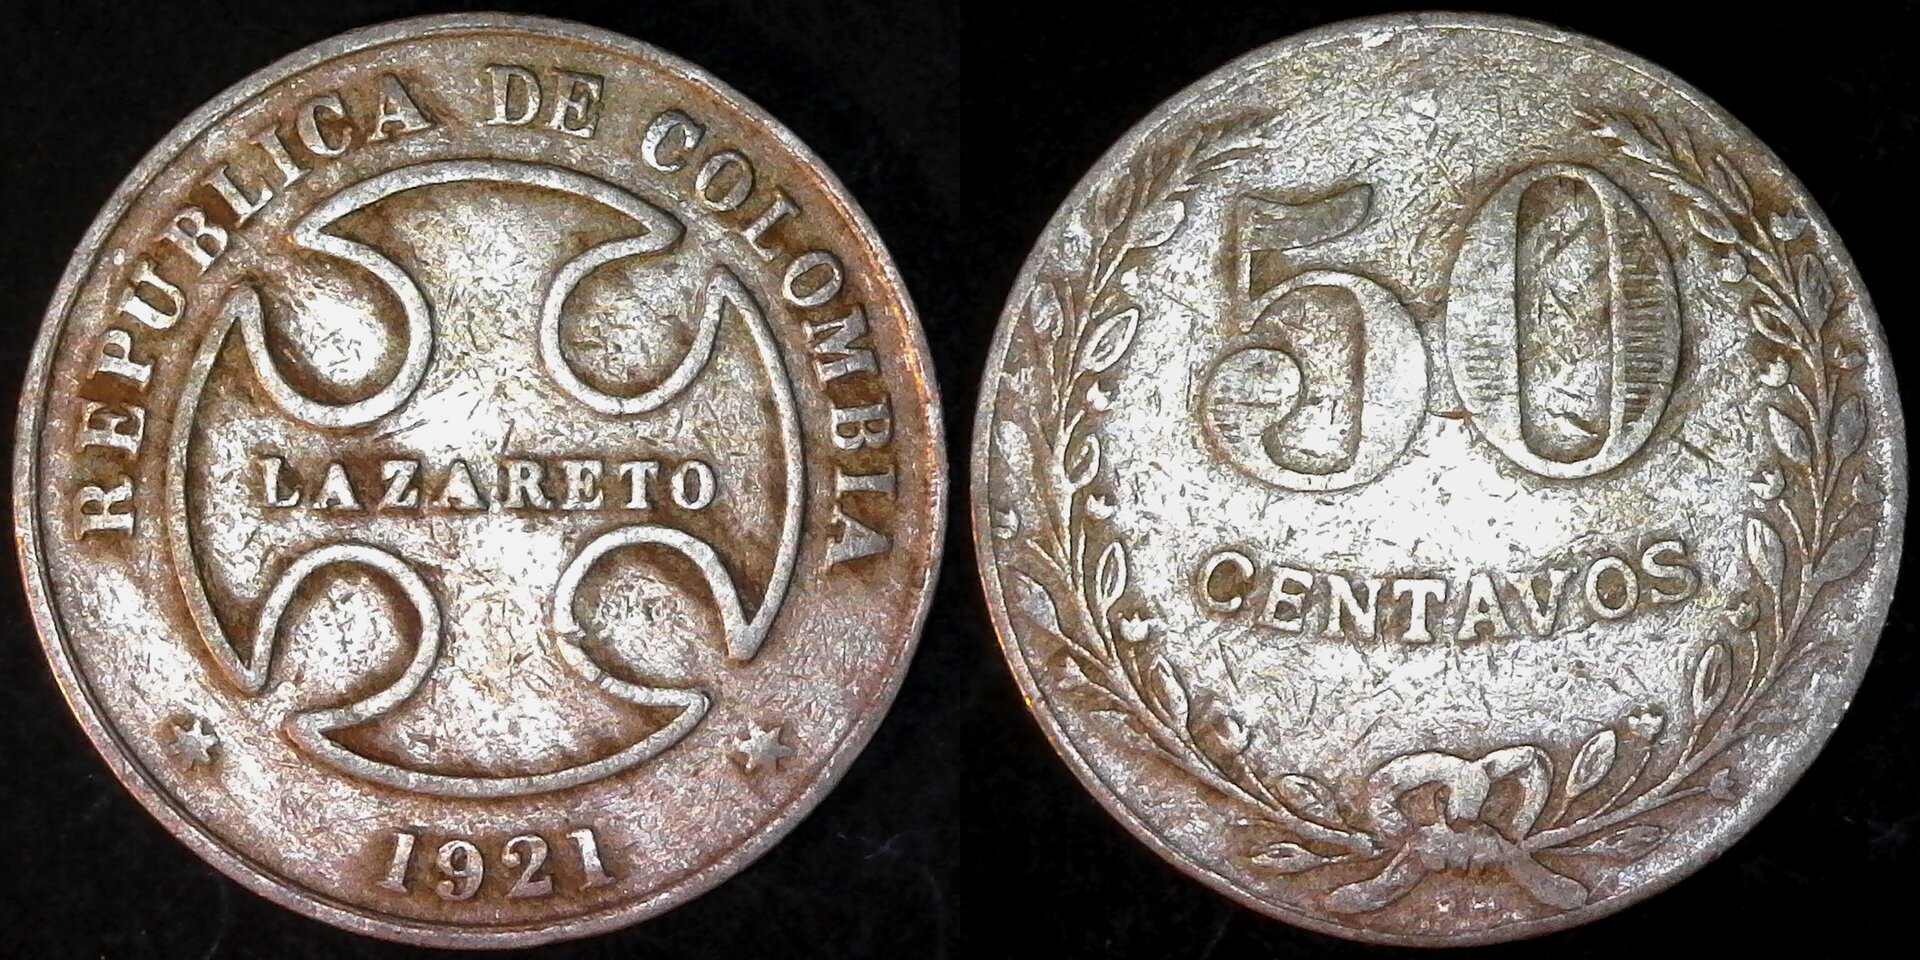 REPUBLICA DE COLOMBIA
LAZARETO
1921
50
CENTAVOS